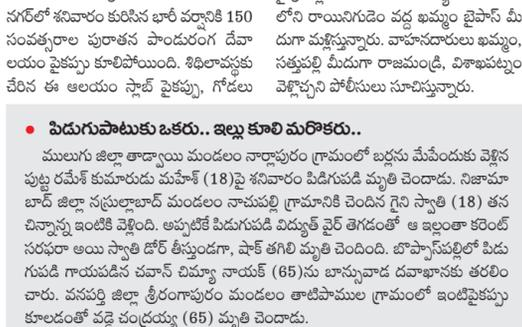 నగర్‌లో శనివారం కురిసిన భారీ వర్షానికి 150
సంవత్సరాల పురాతన పాండురంగ దేవా
లయం పైకప్పు కూలిపోయింది. శిథిలావస్థకు
చేరిన ఈ ఆలయం స్లాబ్ పైకప్పు, గోడలు
లోని రాయినిగుడెం వద్ద ఖమ్మం బైపాస్ మీ
దుగా మళ్లిస్తున్నారు. వాహనదారులు ఖమ్మం,
సత్తుపల్లి మీదుగా రాజమండ్రి, విశాఖపట్నం
వెళ్లొచ్చని పోలీసులు సూచిస్తున్నారు.
• పిడుగుపాటుకు ఒకరు.. ఇల్లు కూలి మరొకరు..
ములుగు జిల్లా తాడ్వాయి మండలం నార్లాపురం గ్రామంలో బర్లను మేపేందుకు వెళ్లిన
పుట్ట రమేశ్ కుమారుడు మహేశ్ (18)పై శనివారం పిడిగుపడి మృతి చెందాడు. నిజామా
బాద్ జిల్లా నస్రుల్లాబాద్ మండలం నాచుపల్లి గ్రామానికి చెందిన గైని స్వాతి (18) తన
చిన్నాన్న ఇంటికి వెళ్లింది. అప్పటికే పిడుగుపడి విద్యుత్ వైర్ తెగడంతో ఆ ఇల్లంతా కరెంట్
సరఫరా అయి స్వాతి డోర్ తీస్తుండగా, షాక్ తగిలి మృతి చెందింది. బొప్పాస్‌పల్లిలో పిడు
గుపడి గాయపడిన చవాన్ చిమ్యా నాయక్ (65)ను బాన్సువాడ దవాఖానకు తరలిం
చారు. వనపర్తి జిల్లా శ్రీరంగాపురం మండలం తాటిపాముల గ్రామంలో ఇంటిపైకప్పు
కూలడంతో వడ్డె చంద్రయ్య (65) మృతి చెందాడు.